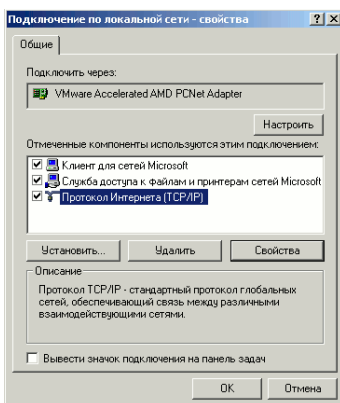 Подключение по локальной сети - свойства
Общие
Подключить через:
VMware Accelerated AMD PCNet Adapter
Настроить
Отмеченные компоненты используются этим подключением:
Клиент для сетей Microsoft
Служба доступа к файлам и принтерам сетей Microsoft
Протокол Интернета (TCP/IP)
Установить... Удалить Свойства
Описание
Протокол TCP/IP - стандартный протокол глобальных
сетей, обеспечивающий связь между различными
взаимодействующими сетями.
Вывести значок подключения на панель задач
OK Отмена